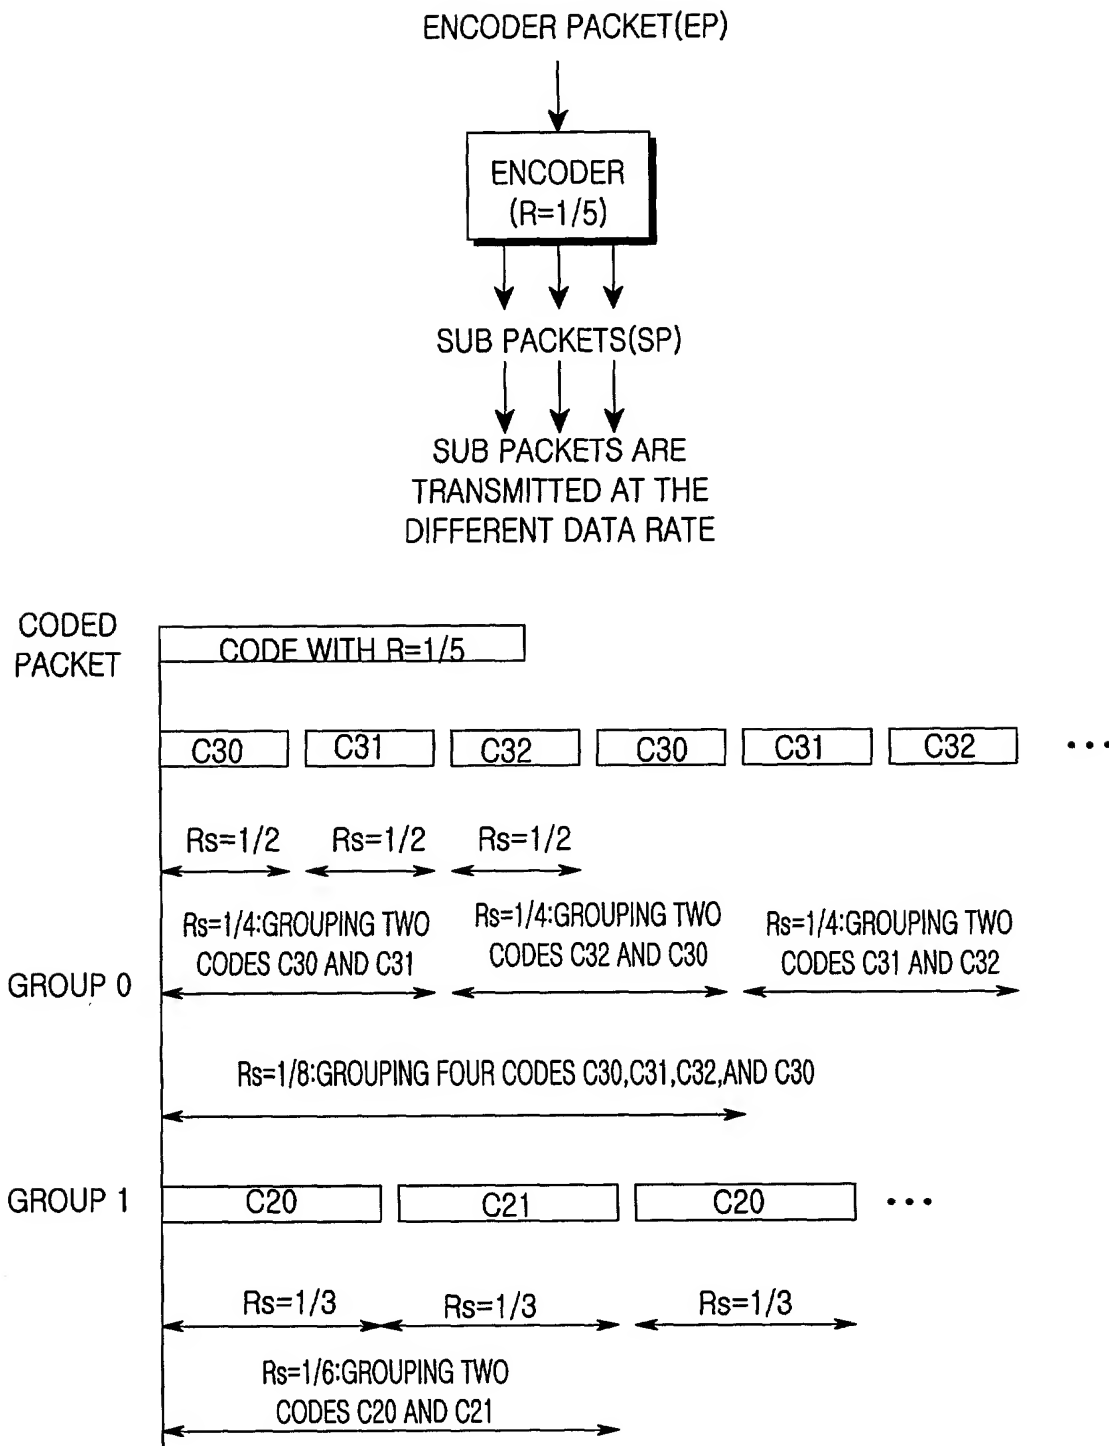 ENCODER PACKET(EP)
ENCODER
(R=1/5)
SUB PACKETS(SP)
SUB PACKETS ARE
TRANSMITTED AT THE
DIFFERENT DATA RATE
CODED
PACKET
CODE WITH R=1/5
C30 C31 C32 C30 C31 C32 •••
Rs=1/2 Rs=1/2 Rs=1/2
Rs=1/4:GROUPING TWO
CODES C30 AND C31
Rs=1/4:GROUPING TWO
CODES C32 AND C30
Rs=1/4:GROUPING TWO
CODES C31 AND C32
GROUP 0
Rs=1/8:GROUPING FOUR CODES C30,C31,C32,AND C30
GROUP 1
C20 C21 C20 •••
Rs=1/3 Rs=1/3 Rs=1/3
Rs=1/6:GROUPING TWO
CODES C20 AND C21